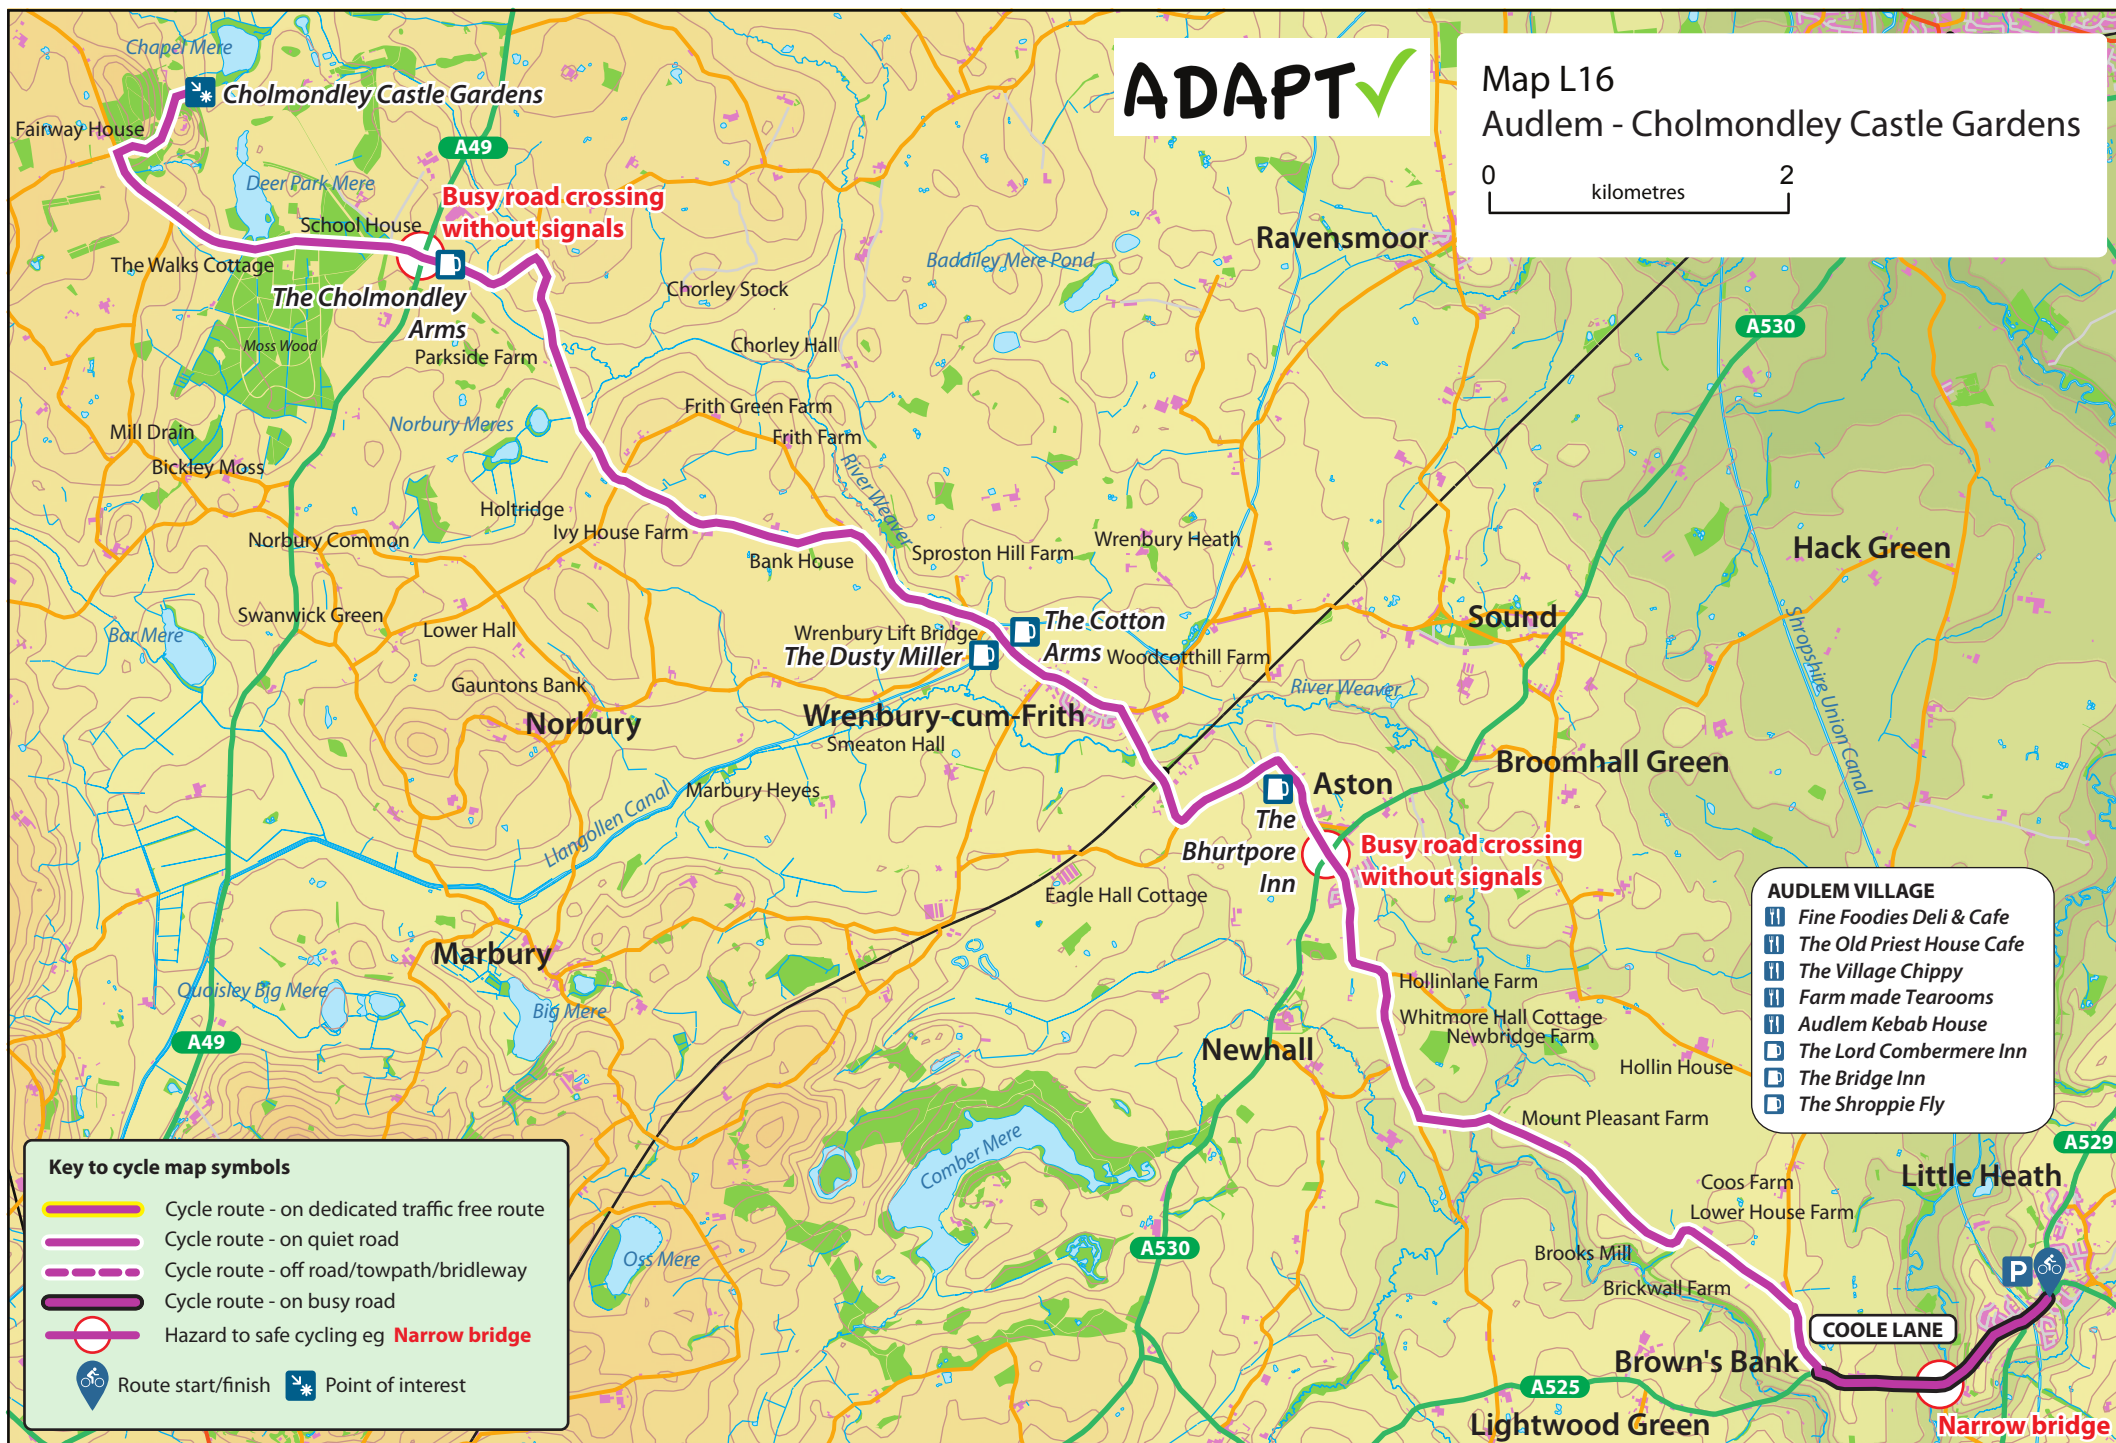 Chapel Mere
Cholmondley Castle Gardens
Fairway House
A49
Deer Park Mere
Busy road crossing
without signals
School House
The Walks Cottage
The Cholmondley
Arms
Moss Wood
Parkside Farm
ADAPT
Map L16
Audlem - Cholmondley Castle Gardens
0
2
kilometres
Ravensmoor
Baddiley Mere Pond
Chorley Stock
Chorley Hall
A530
Frith Green Farm
Frith Farm
Norbury Meres
Mill Drain
Bickley Moss
River Weaver
Holtridge
Ivy House Farm
Norbury Common
Bank House
Sproston Hill Farm
Wrenbury Heath
Hack Green
Swanwick Green
Lower Hall
Bar Mere
Wrenbury Lift Bridge
The Dusty Miller
The Cotton
Arms
Woodcotthill Farm
Sound
Shropshire Union Canal
Gauntons Bank
Norbury
Wrenbury-cum-Frith
Smeaton Hall
River Weaver
Marbury Heyes
Llangollen Canal
Aston
Broomhall Green
The
Bhurtpore
Inn
Busy road crossing
without signals
Eagle Hall Cottage
Marbury
Quoisley Big Mere
Big Mere
A49
Newhall
Hollinlane Farm
Whitmore Hall Cottage
Newbridge Farm
Hollin House
Mount Pleasant Farm
AUDLEM VILLAGE
Fine Foodies Deli & Cafe
The Old Priest House Cafe
The Village Chippy
Farm made Tearooms
Audlem Kebab House
The Lord Combermere Inn
The Bridge Inn
The Shroppie Fly
A529
Little Heath
Comber Mere
Oss Mere
A530
Coos Farm
Lower House Farm
Brooks Mill
Brickwall Farm
P
COOLE LANE
Brown's Bank
A525
Lightwood Green
Narrow bridge
Key to cycle map symbols
Cycle route - on dedicated traffic free route
Cycle route - on quiet road
Cycle route - off road/towpath/bridleway
Cycle route - on busy road
Hazard to safe cycling eg Narrow bridge
Route start/finish
Point of interest